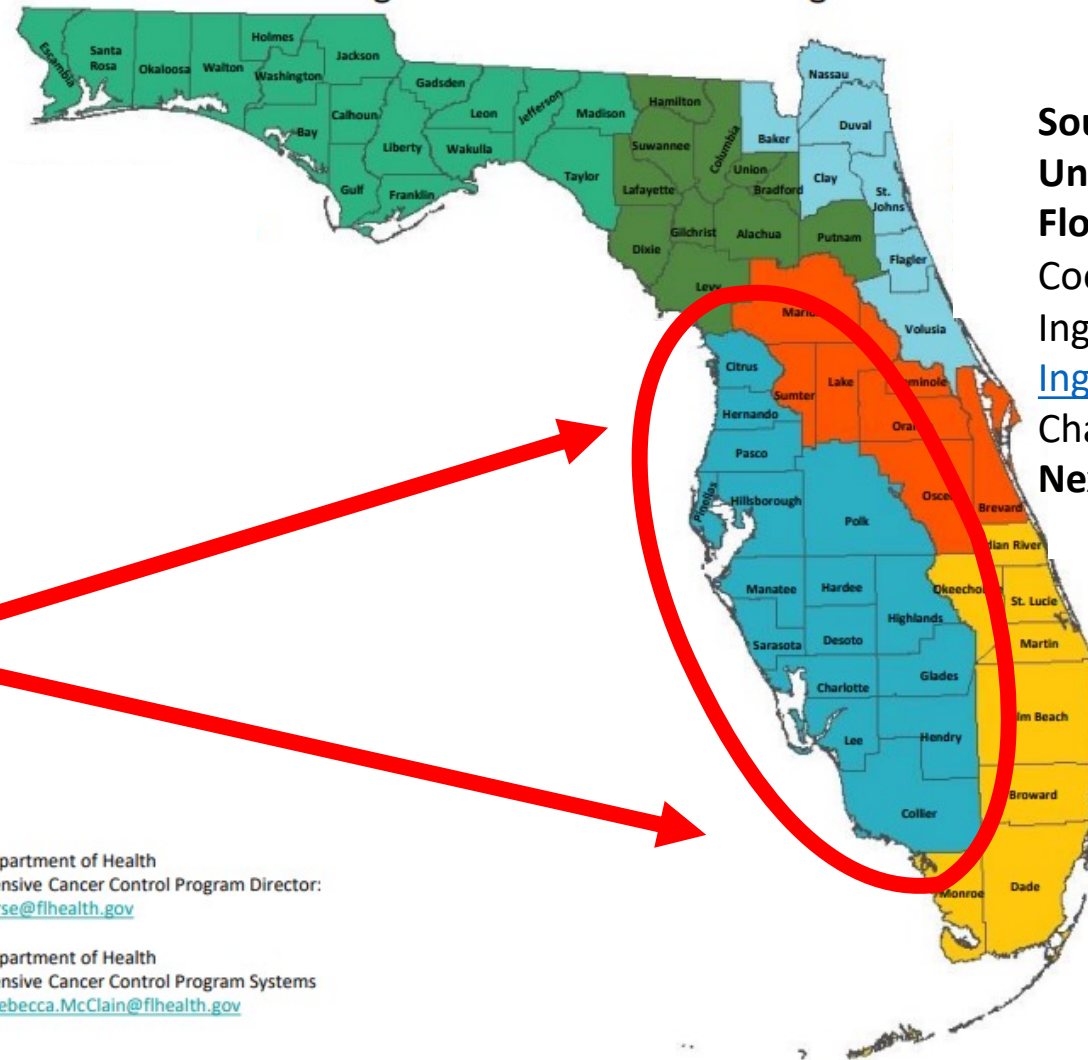 Escambia
Santa
Rosa
Okaloosa
Walton
Holmes
Washington
Jackson
Bay
Calhoun
Gulf
Gadsden
Liberty
Franklin
Leon
Wakulla
Jefferson
Madison
Taylor
Hamilton
Suwannee
Columbia
Lafayette
Union
Bradford
Dixie
Gilchrist
Alachua
Putnam
Levy
Nassau
Baker
Duval
Clay
St.
Johns
Flagler
Volusia
Citrus
Sumter
Lake
Hernando
Pasco
Pinellas
Hillsborough
Polk
Brevard
Manatee
Hardee
Highlands
St. Lucie
Sarasota
Desoto
Martin
Charlotte
Glades
Lee
Hendry
Broward
Collier
Monroe
Dade
Sou
Un
Flo
Coo
Ing
Ing
Cha
Nex
partment of Health
ensive Cancer Control Program Director:
rse@flhealth.gov
partment of Health
ensive Cancer Control Program Systems
ebecca.McClain@flhealth.gov